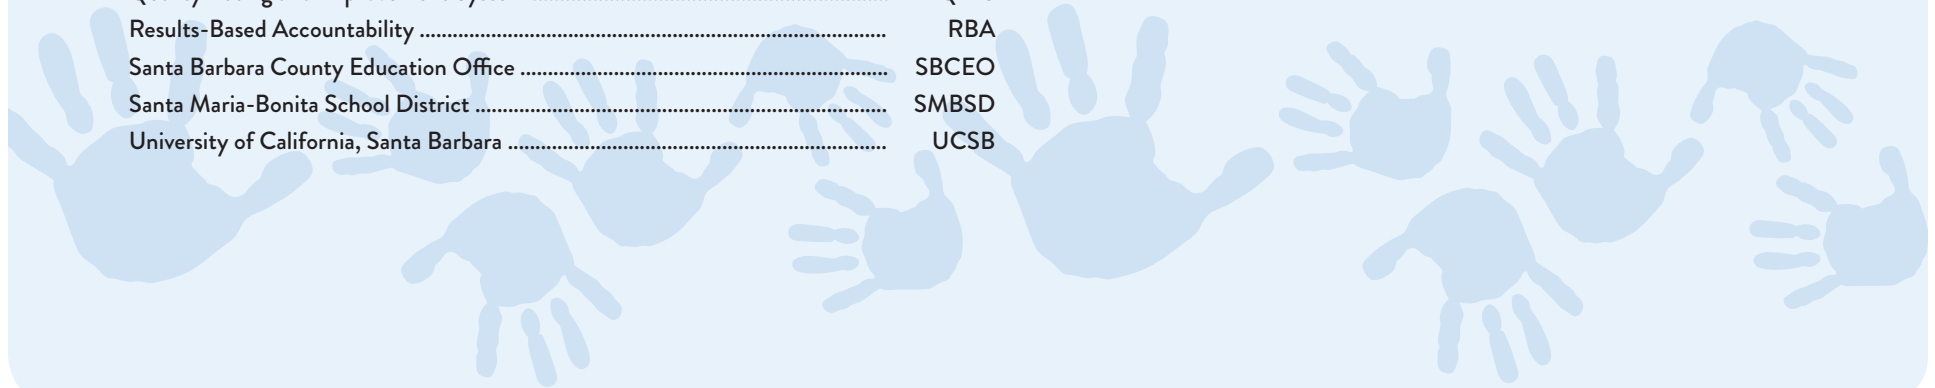 Results-Based Accountability ........................................................................ RBA
Santa Barbara County Education Office ........................................................ SBCEO
Santa Maria-Bonita School District ............................................................... SMBSD
University of California, Santa Barbara .......................................................... UCSB